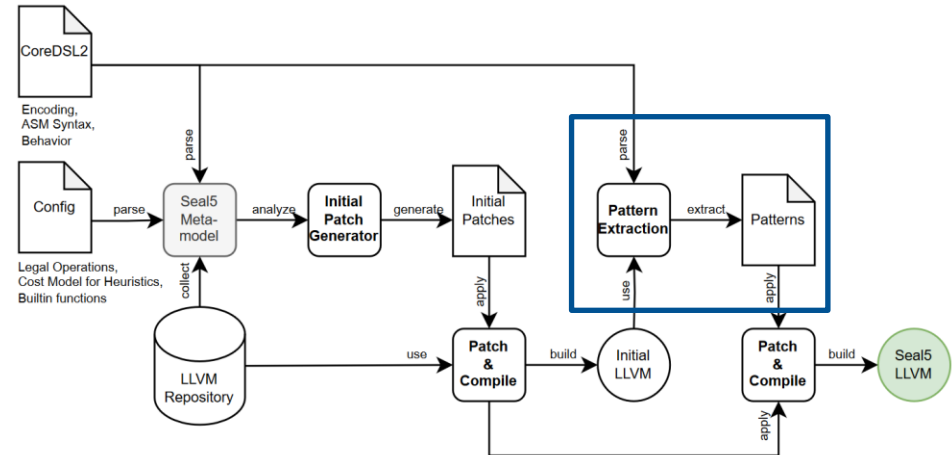 CoreDSL2
Encoding,
ASM Syntax,
Behavior
parse
parse
Config
parse
Seal5
Meta-
model
analyze
Initial
Patch
Generator
generate
Initial
Patches
Pattern
Extraction
extract
Patterns
Legal Operations,
Cost Model for Heuristics,
Builtin functions
collect
apply
use
apply
LLVM
Repository
use
Patch
&
Compile
build
Initial
LLVM
Patch
&
Compile
build
Seal5
LLVM
apply